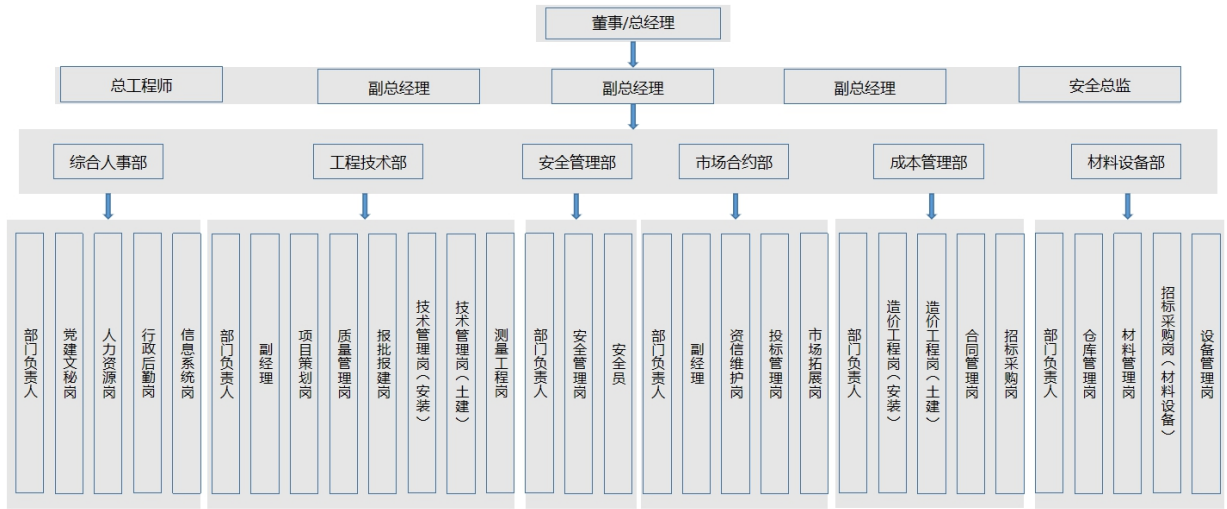 董事/总经理
总工程师
副总经理
副总经理
副总经理
安全总监
综合人事部
工程技术部
安全管理部
市场合约部
成本管理部
材料设备部
部门负责人
党建文秘岗
人力资源岗
行政后勤岗
信息系统岗
部门负责人
副经理
项目策划岗
质量管理岗
报批报建岗
技术管理岗（安装）
技术管理岗（土建）
测量工程岗
部门负责人
安全管理岗
安全员
部门负责人
副经理
资信维护岗
投标管理岗
市场拓展岗
部门负责人
造价工程岗（安装）
造价工程岗（土建）
合同管理岗
招标采购岗
部门负责人
仓库管理岗
材料管理岗
招标采购岗（材料设备）
设备管理岗